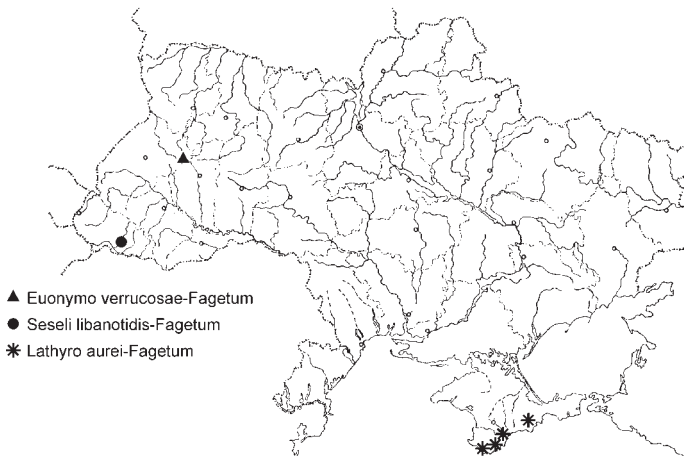 ▲ Euonymo verrucosae-Fagetum
● Seseli libanotidis-Fagetum
✳ Lathyro aurei-Fagetum